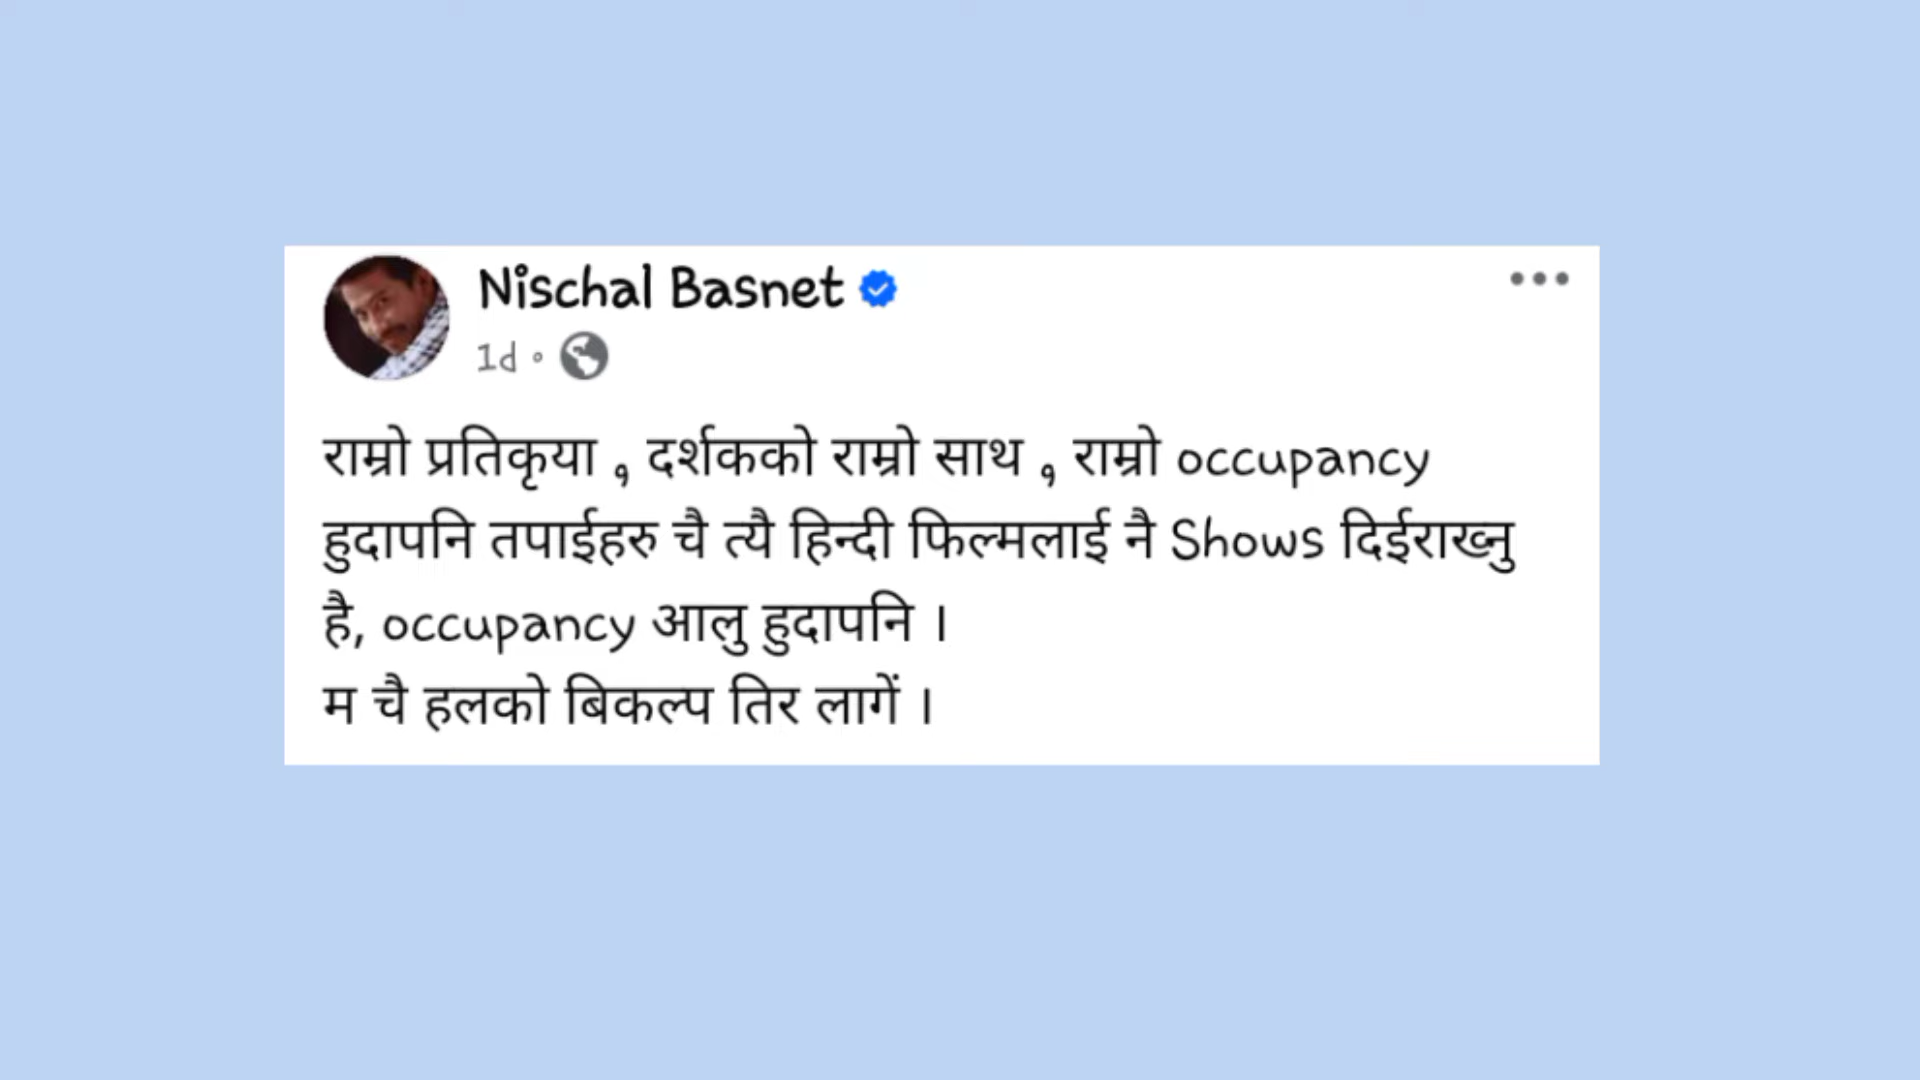 Nischal Basnet
1d
राम्रो प्रतिकृया , दर्शकको राम्रो साथ , राम्रो occupancy
हुदापनि तपाईहरु चै त्यै हिन्दी फिल्मलाई नै Shows दिईराख्नु
है, occupancy आलु हुदापनि ।
म चै हलको बिकल्प तिर लागें ।